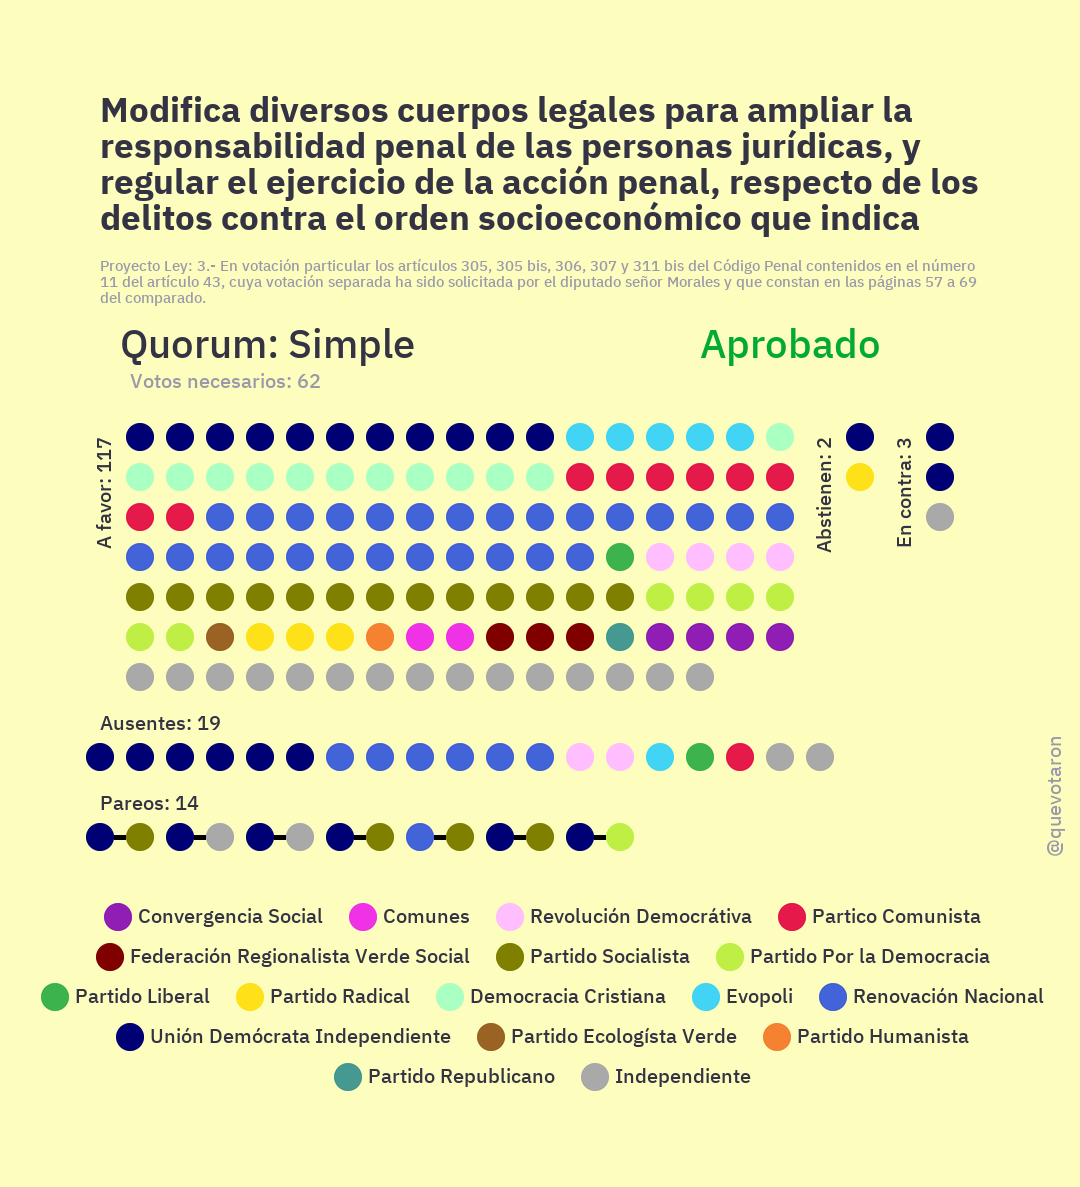 Modifica diversos cuerpos legales para ampliar la
responsabilidad penal de las personas jurídicas, y
regular el ejercicio de la acción penal, respecto de los
delitos contra el orden socioeconómico que indica
Proyecto Ley: 3.- En votación particular los artículos 305, 305 bis, 306, 307 y 311 bis del Código Penal contenidos en el número
11 del artículo 43, cuya votación separada ha sido solicitada por el diputado señor Morales y que constan en las páginas 57 a 69
del comparado.
Quorum: Simple
Aprobado
Votos necesarios: 62
A favor: 117
Abstienen: 2
En contra: 3
Ausentes: 19
Pareos: 14
@quevotaron
Convergencia Social
Comunes
Revolución Democrátiva
Partico Comunista
Federación Regionalista Verde Social
Partido Socialista
Partido Por la Democracia
Partido Liberal
Partido Radical
Democracia Cristiana
Evopoli
Renovación Nacional
Unión Demócrata Independiente
Partido Ecologísta Verde
Partido Humanista
Partido Republicano
Independiente